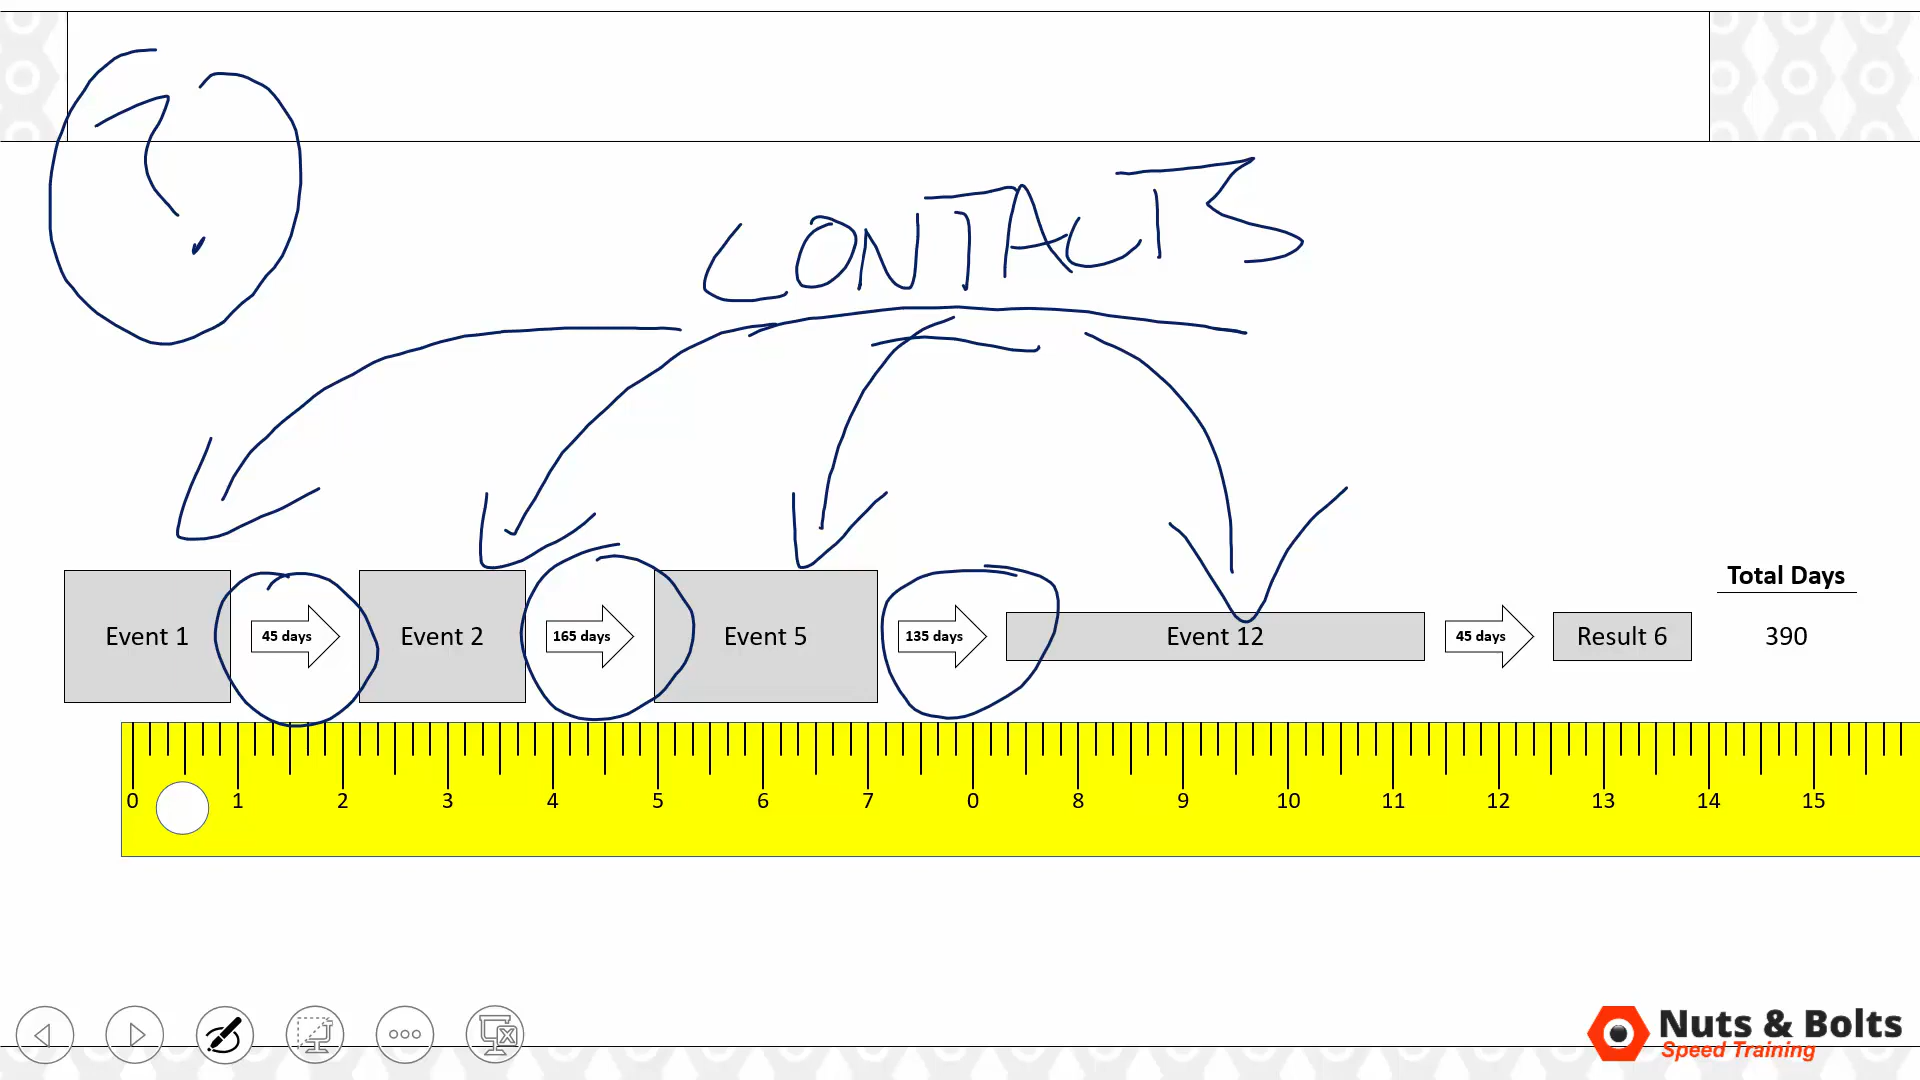 ?
CONTACTS
Total Days
Event 1 45 days Event 2 165 days Event 5 135 days Event 12 45 days Result 6 390
0 1 2 3 4 5 6 7 0 8 9 10 11 12 13 14 15
Nuts & Bolts
Speed Training